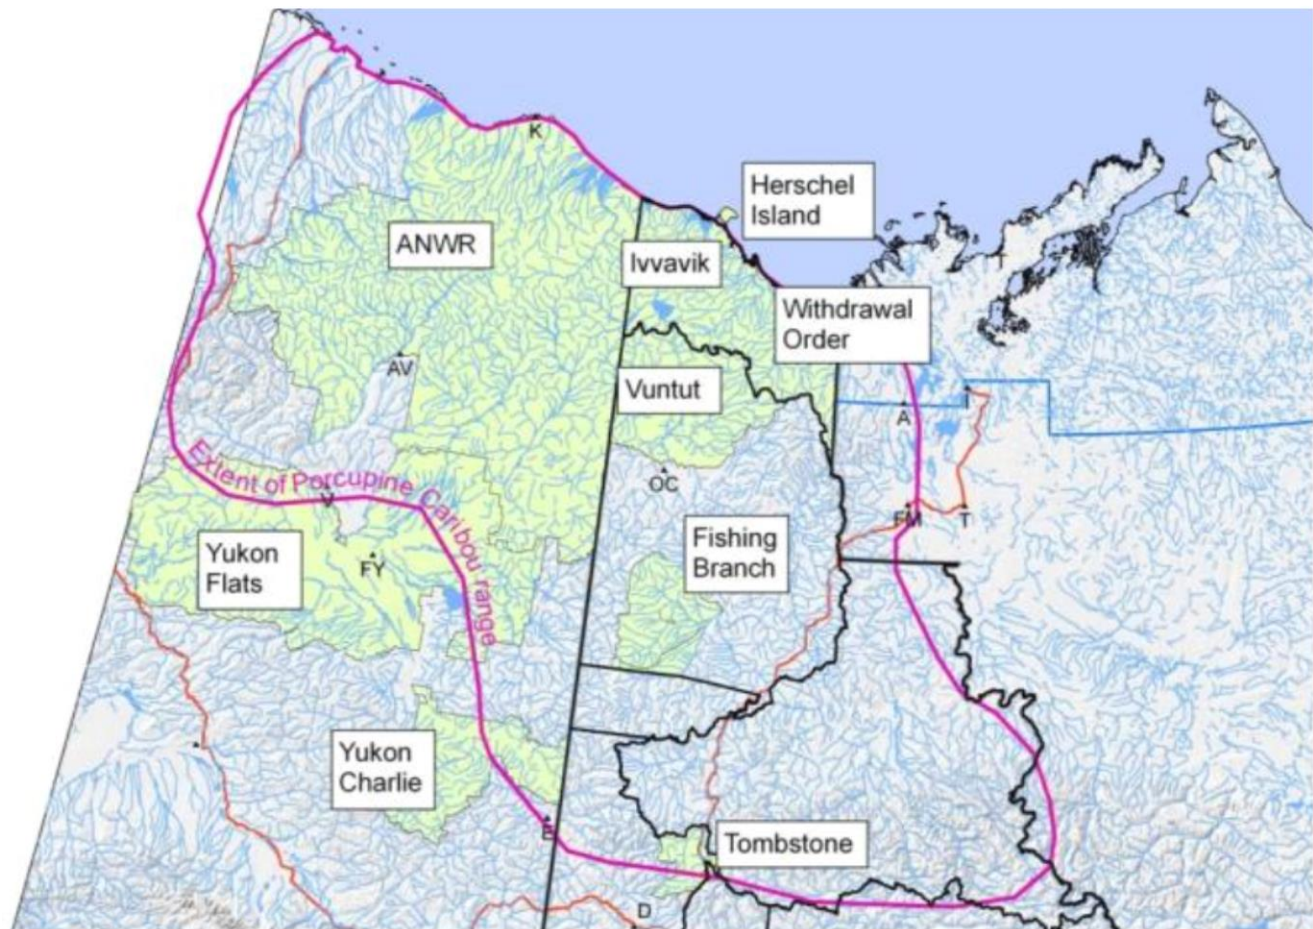 K
Herschel
Island
ANWR
Ivvavik
Withdrawal
Order
AV
Vuntut
I
A
Extent of Porcupine Caribou range
OC
V
FM
T
Yukon
Flats
FY
Fishing
Branch
Yukon
Charlie
E
Tombstone
D